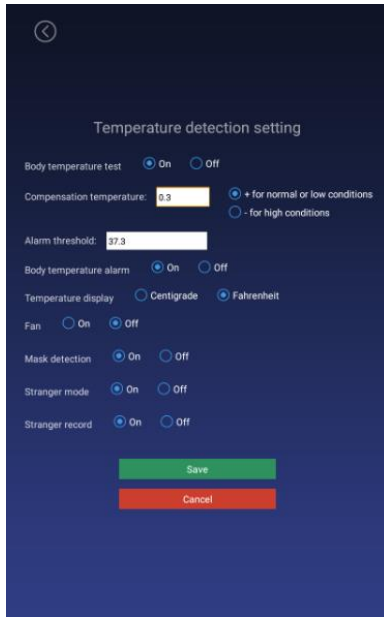 Temperature detection setting
Body temperature test On Off
Compensation temperature: 0.3 + for normal or low conditions
- for high conditions
Alarm threshold: 37.3
Body temperature alarm On Off
Temperature display Centigrade Fahrenheit
Fan On Off
Mask detection On Off
Stranger mode On Off
Stranger record On Off
Save
Cancel